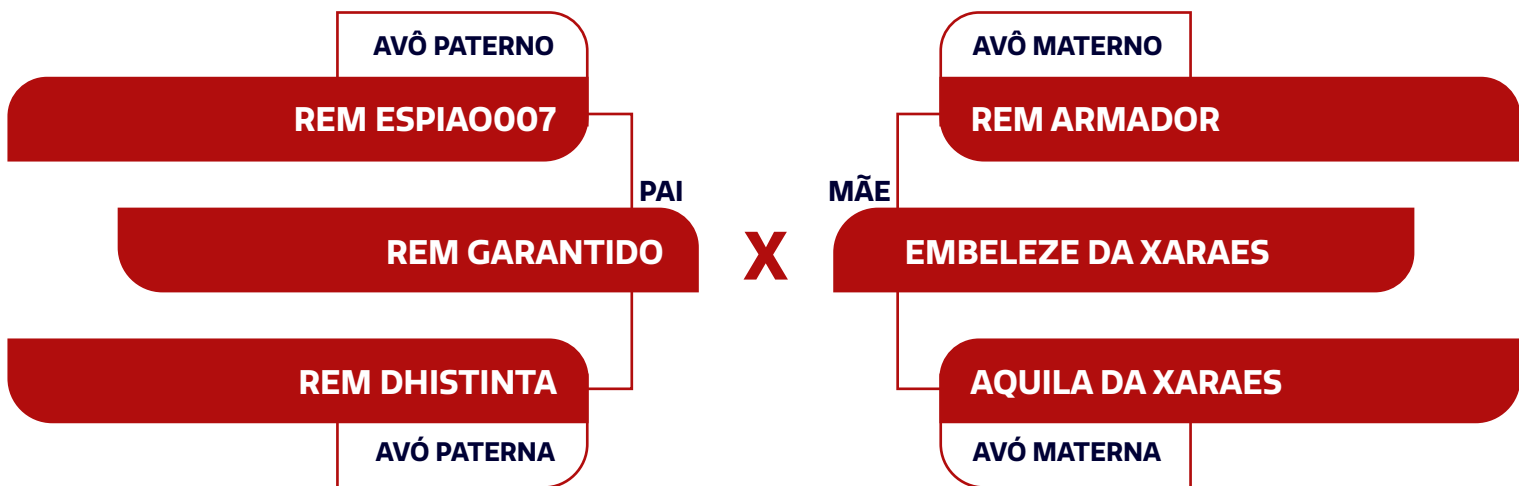 AVÔ PATERNO
REM ESPIAO007
PAI
REM GARANTIDO
REM DHISTINTA
AVÓ PATERNA
X
AVÔ MATERNO
REM ARMADOR
MÃE
EMBELEZE DA XARAES
AQUILA DA XARAES
AVÓ MATERNA